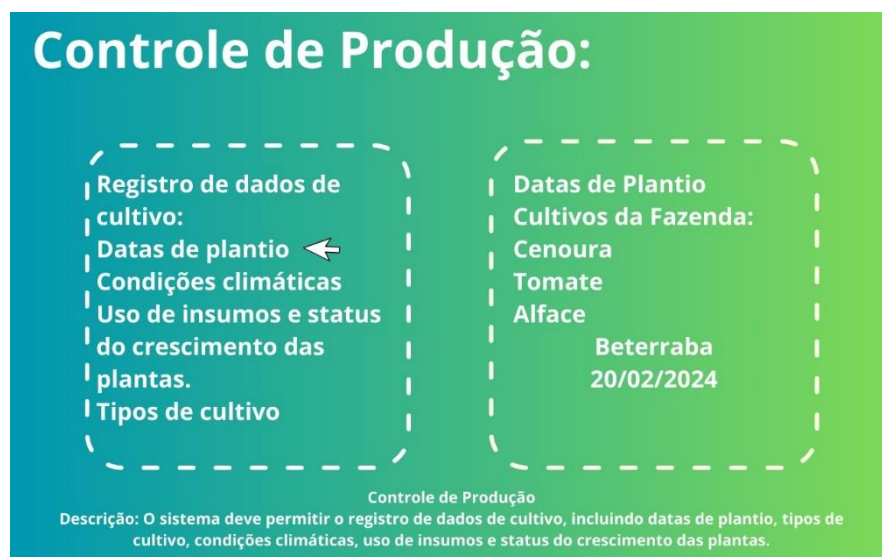 Controle de Produção:
Registro de dados de
cultivo:
Datas de plantio
Condições climáticas
Uso de insumos e status
do crescimento das
plantas.
Tipos de cultivo
Datas de Plantio
Cultivos da Fazenda:
Cenoura
Tomate
Alface
Beterraba
20/02/2024
Controle de Produção
Descrição: O sistema deve permitir o registro de dados de cultivo, incluindo datas de plantio, tipos de
cultivo, condições climáticas, uso de insumos e status do crescimento das plantas.